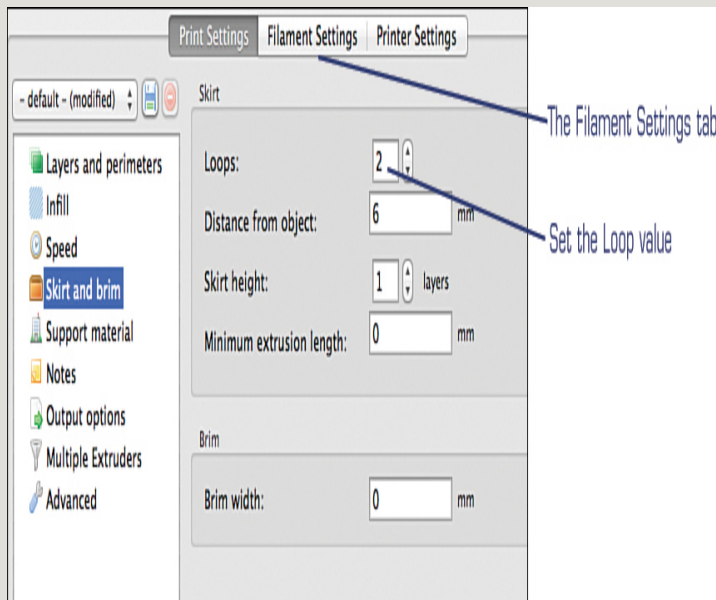 Print Settings Filament Settings Printer Settings
– default – (modified)
Layers and perimeters
Infill
Speed
Skirt and brim
Support material
Notes
Output options
Multiple Extruders
Advanced
Skirt
Loops: 2
Distance from object: 6 mm
Skirt height: 1 layers
Minimum extrusion length: 0 mm
Brim
Brim width: 0 mm
The Filament Settings tab
Set the Loop value